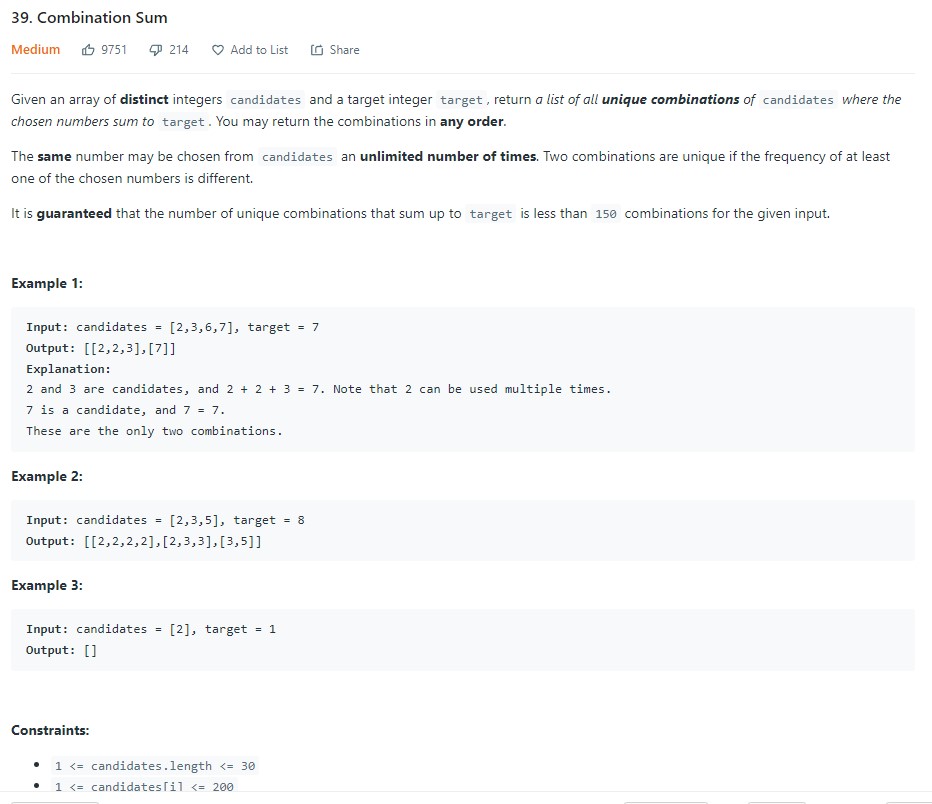 39. Combination Sum
Medium 9751 214 Add to List Share
Given an array of distinct integers candidates and a target integer target, return a list of all unique combinations of candidates where the
chosen numbers sum to target. You may return the combinations in any order.
The same number may be chosen from candidates an unlimited number of times. Two combinations are unique if the frequency of at least
one of the chosen numbers is different.
It is guaranteed that the number of unique combinations that sum up to target is less than 150 combinations for the given input.
Example 1:
Input: candidates = [2,3,6,7], target = 7
Output: [[2,2,3],[7]]
Explanation:
2 and 3 are candidates, and 2 + 2 + 3 = 7. Note that 2 can be used multiple times.
7 is a candidate, and 7 = 7.
These are the only two combinations.
Example 2:
Input: candidates = [2,3,5], target = 8
Output: [[2,2,2,2],[2,3,3],[3,5]]
Example 3:
Input: candidates = [2], target = 1
Output: []
Constraints:
1 <= candidates.length <= 30
1 <= candidates[i] <= 200